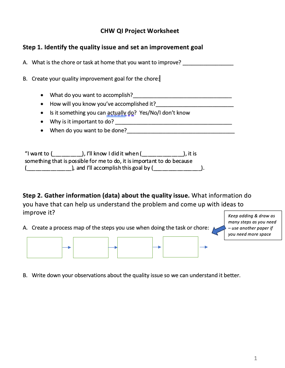 CHW QI Project Worksheet
Step 1. Identify the quality issue and set an improvement goal
A. What is the chore or task at home that you want to improve? ________________
B. Create your quality improvement goal for the chore:
• What do you want to accomplish?________________________________
• How will you know you've accomplished it?_________________________
• Is it something you can actually do? Yes/No/I don't know
• Why is it important to do? _____________________________
• When do you want to be done?___________________________________
"I want to (__________), I'll know I did it when (______________), it is
something that is possible for me to do, it is important to do because
(______________), and I'll accomplish this goal by (________________)."
Step 2. Gather information (data) about the quality issue. What information do
you have that can help us understand the problem and come up with ideas to
improve it?
Keep adding & draw as
many steps as you need
– use another paper if
you need more space
A. Create a process map of the steps you use when doing the task or chore:
B. Write down your observations about the quality issue so we can understand it better.
1